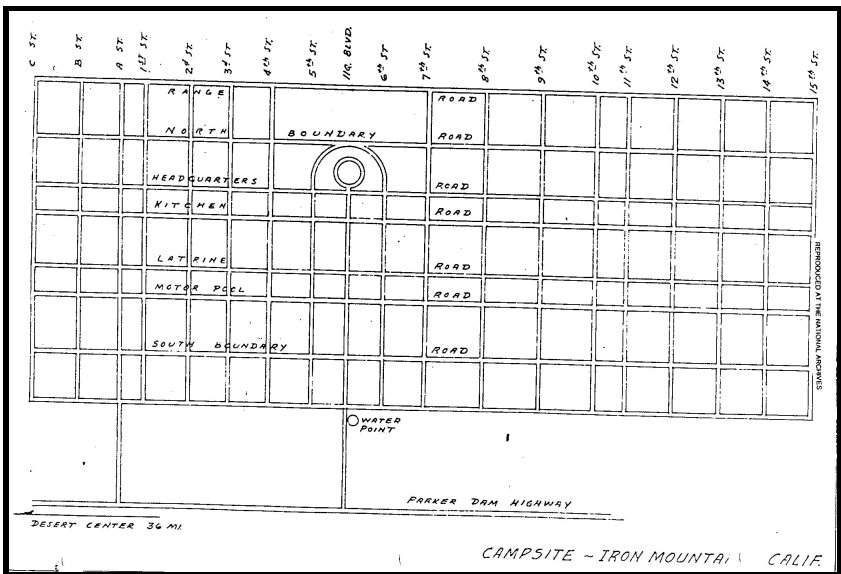 C ST. B ST. A ST. 1ST ST. 2d ST. 3d ST 4th ST. 5th ST. HQ. BLVD. 6th ST. 7th ST. 8th ST. 9th ST. 10th ST. 11th ST. 12th ST. 13th ST. 14th ST. 15th ST.
RANGE ROAD
NORTH BOUNDARY ROAD
HEADQUARTERS ROAD
KITCHEN ROAD
LATRINE ROAD
MOTOR POOL ROAD
SOUTH BOUNDARY ROAD
REPRODUCED AT THE NATIONAL ARCHIVES
WATER
POINT
PARKER DAM HIGHWAY
DESERT CENTER 36 MI.
CAMPSITE ~ IRON MOUNTAI CALIF.